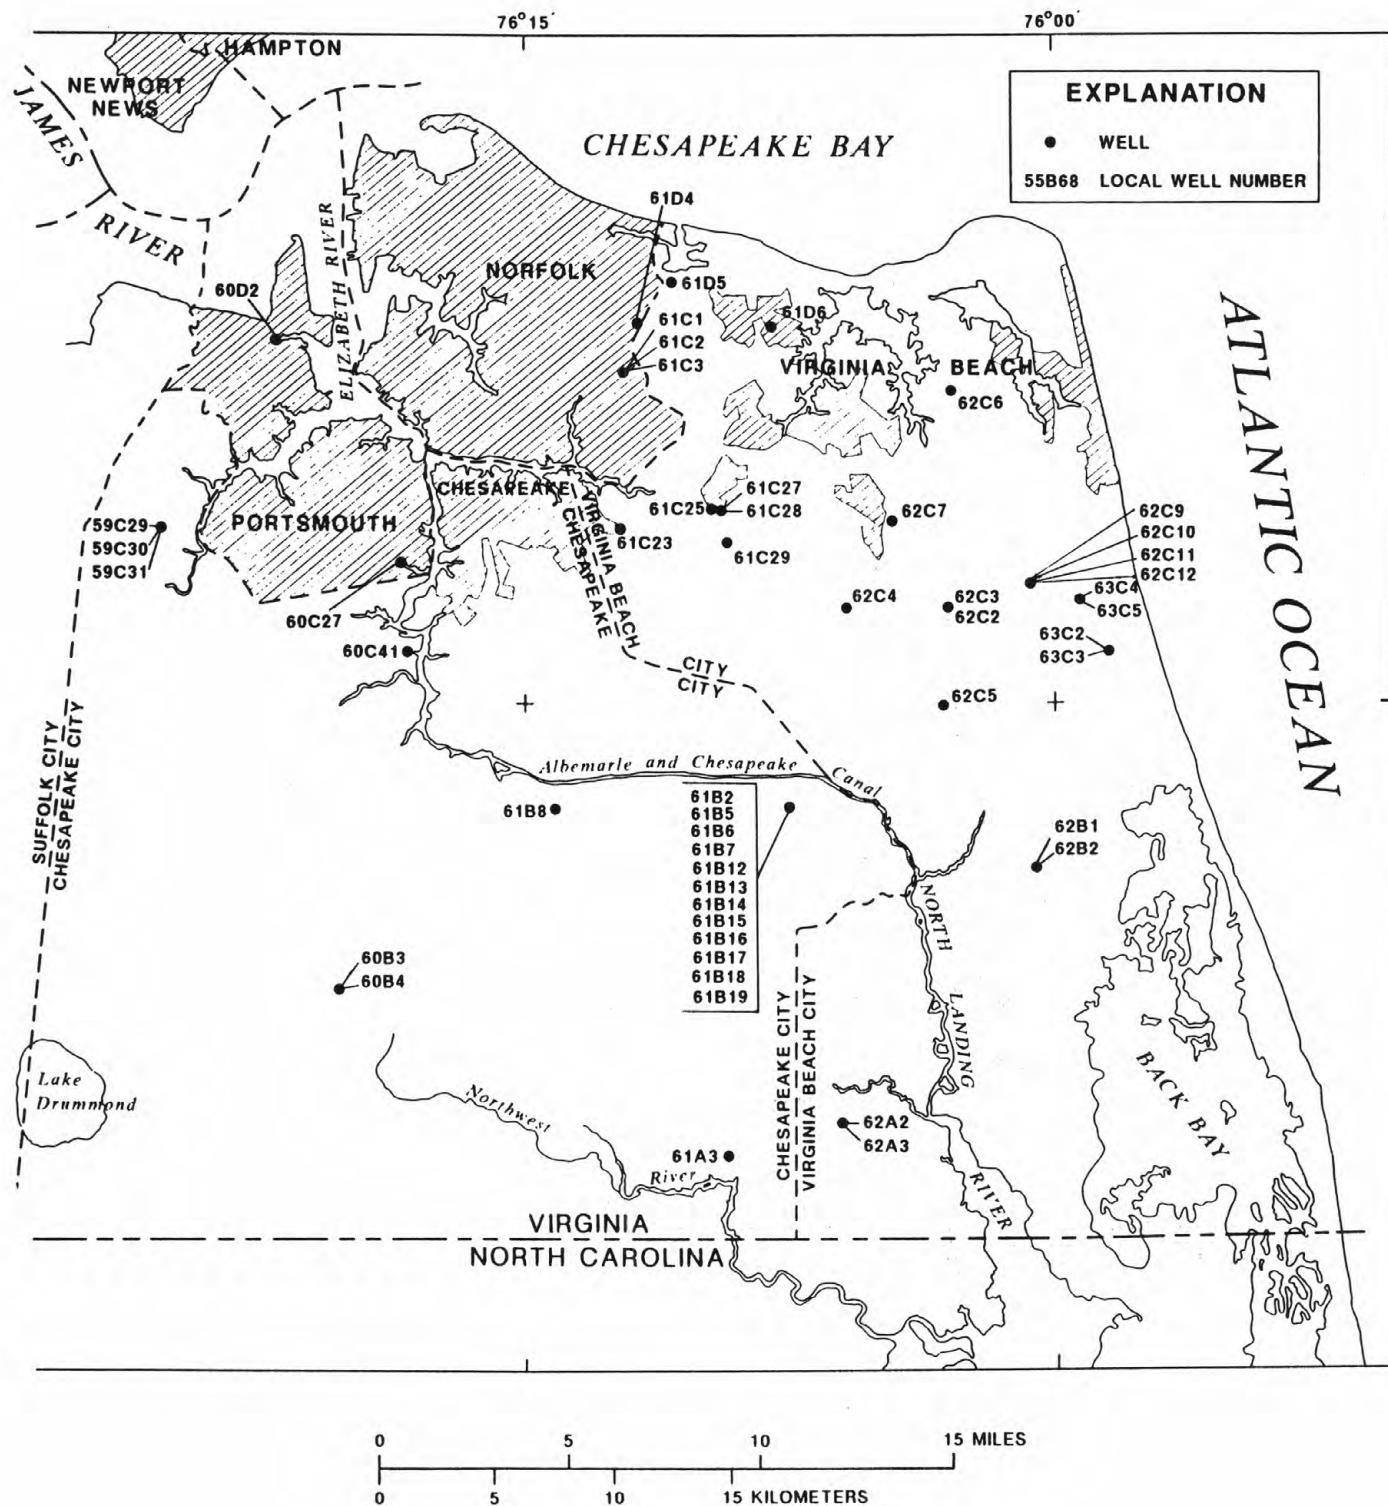 76°15'
76°00'
HAMPTON
NEWPORT
NEWS
JAMES
RIVER
EXPLANATION
WELL
55B68 LOCAL WELL NUMBER
CHESAPEAKE BAY
ELIZABETH RIVER
NORFOLK
61D4
61D5
60D2
61C1
61C2
61C3
61D6
VIRGINIA BEACH
62C6
ATLANTIC OCEAN
CHESAPEAKE
PORTSMOUTH
59C29
59C30
59C31
60C27
60C41
VIRGINIA BEACH
CHESAPEAKE
CITY
CITY
61C23
61C25
61C27
61C28
61C29
62C7
62C9
62C10
62C11
62C12
63C4
63C5
62C4
62C3
62C2
63C2
63C3
62C5
SUFFOLK CITY
CHESAPEAKE CITY
Albemarle and Chesapeake Canal
61B8
61B2
61B5
61B6
61B7
61B12
61B13
61B14
61B15
61B16
61B17
61B18
61B19
62B1
62B2
NORTH LANDING RIVER
60B3
60B4
CHESAPEAKE CITY
VIRGINIA BEACH CITY
BACK BAY
Lake
Drummond
Northwest River
61A3
62A2
62A3
VIRGINIA
NORTH CAROLINA
0 5 10 15 MILES
0 5 10 15 KILOMETERS